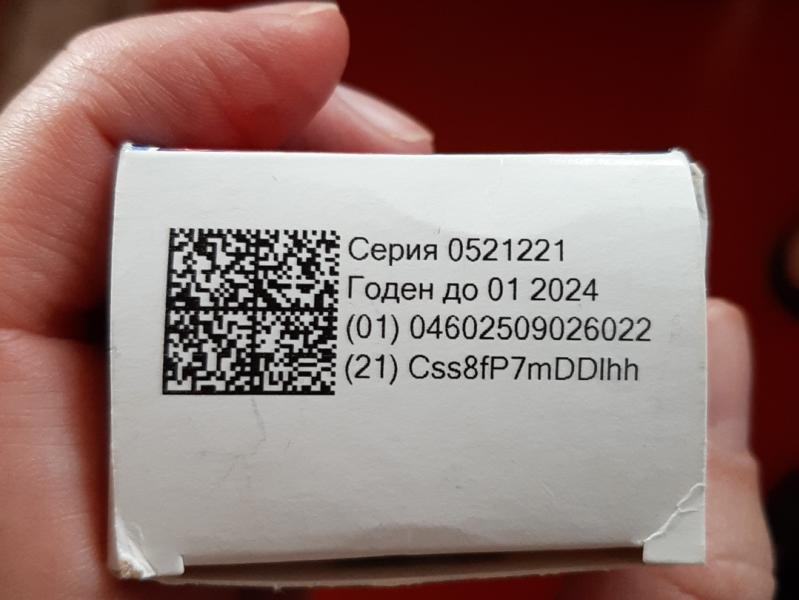 Серия 0521221
Годен до 01 2024
(01) 04602509026022
(21) Css8fP7mDDlhh